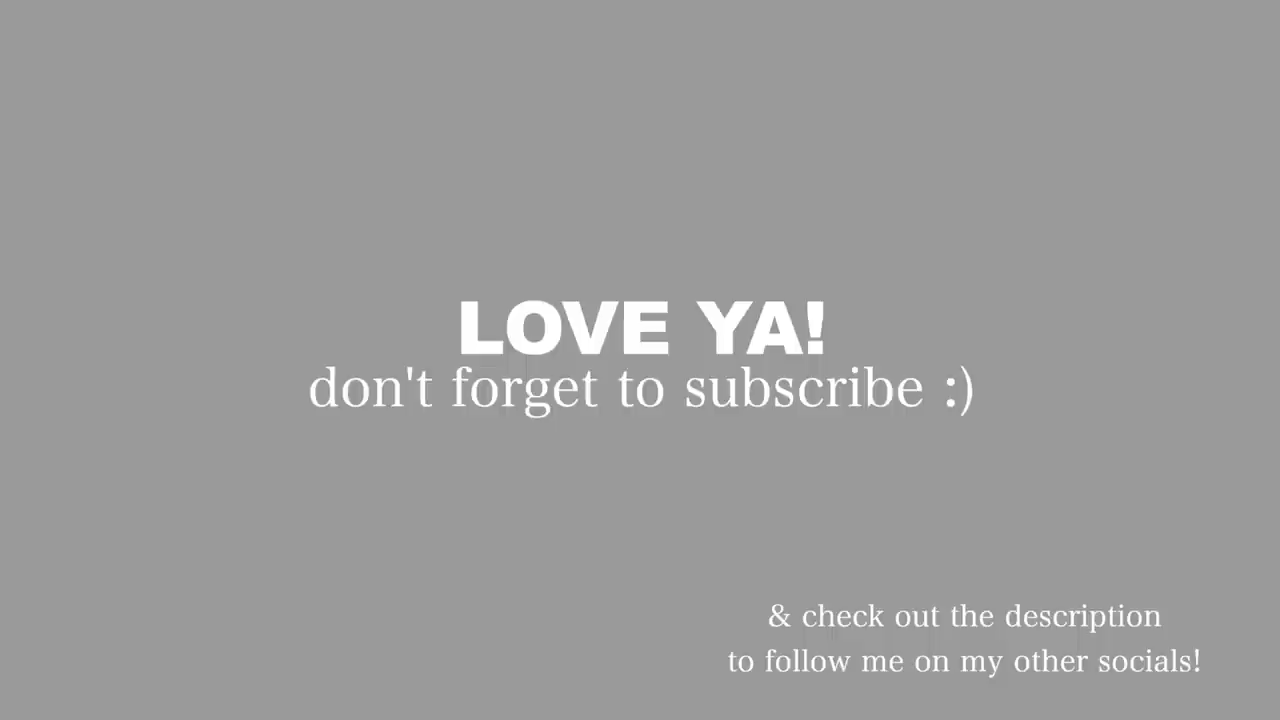 LOVE YA!
don't forget to subscribe :)
& check out the description
to follow me on my other socials!